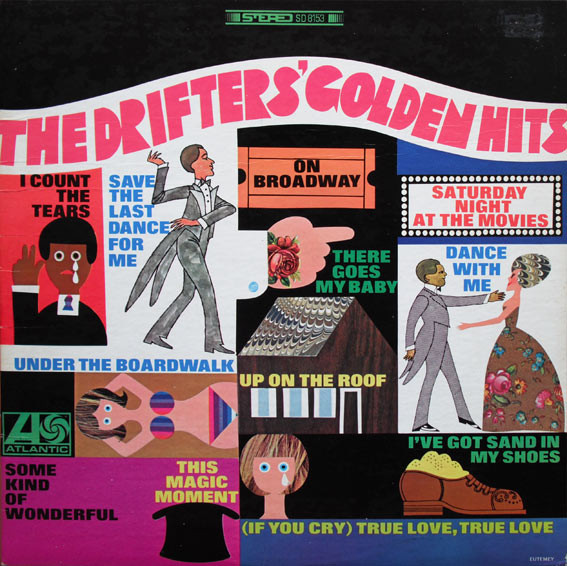 STEREO SD 8153
THE DRIFTERS' GOLDEN HITS
I COUNT
THE
TEARS
SAVE
THE
LAST
DANCE
FOR
ME
ON
BROADWAY
SATURDAY
NIGHT
AT THE MOVIES
THERE
GOES
MY BABY
DANCE
WITH
ME
UNDER THE BOARDWALK
UP ON THE ROOF
ATLANTIC
I'VE GOT SAND IN
MY SHOES
SOME
KIND
OF
WONDERFUL
THIS
MAGIC
MOMENT
(IF YOU CRY) TRUE LOVE, TRUE LOVE
EUTEMEY